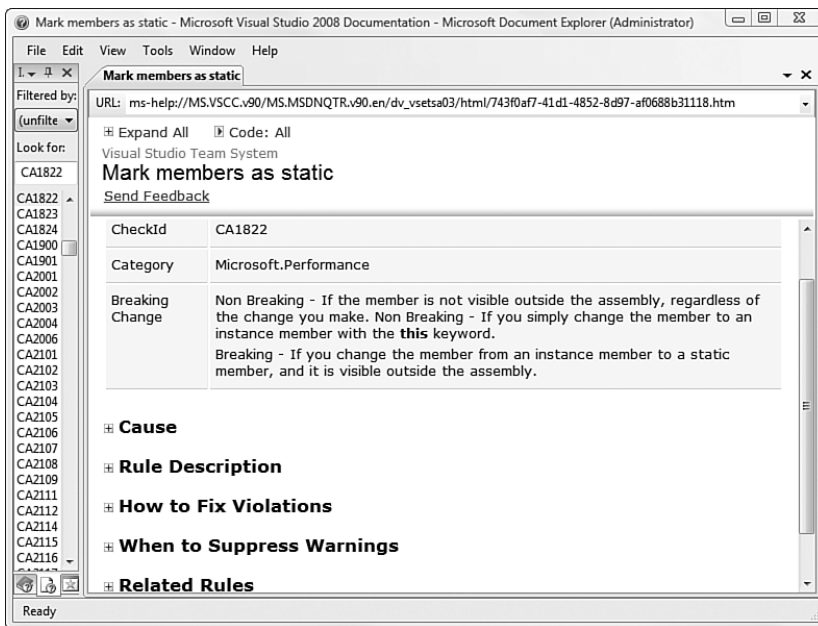 Mark members as static - Microsoft Visual Studio 2008 Documentation - Microsoft Document Explorer (Administrator)
File Edit View Tools Window Help
I..
Mark members as static
Filtered by:
(unfilte
Look for:
CA1822
CA1822
CA1823
CA1824
CA1900
CA1901
CA2001
CA2002
CA2003
CA2004
CA2006
CA2101
CA2102
CA2103
CA2104
CA2105
CA2106
CA2107
CA2108
CA2109
CA2111
CA2112
CA2114
CA2115
CA2116
URL: ms-help://MS.VSCC.v90/MS.MSDNQTR.v90.en/dv_vsetsa03/html/743f0af7-41d1-4852-8d97-af0688b31118.htm
Expand All Code: All
Visual Studio Team System
Mark members as static
Send Feedback
CheckId CA1822
Category Microsoft.Performance
Breaking Change
Non Breaking - If the member is not visible outside the assembly, regardless of
the change you make. Non Breaking - If you simply change the member to an
instance member with the this keyword.
Breaking - If you change the member from an instance member to a static
member, and it is visible outside the assembly.
Cause
Rule Description
How to Fix Violations
When to Suppress Warnings
Related Rules
Ready